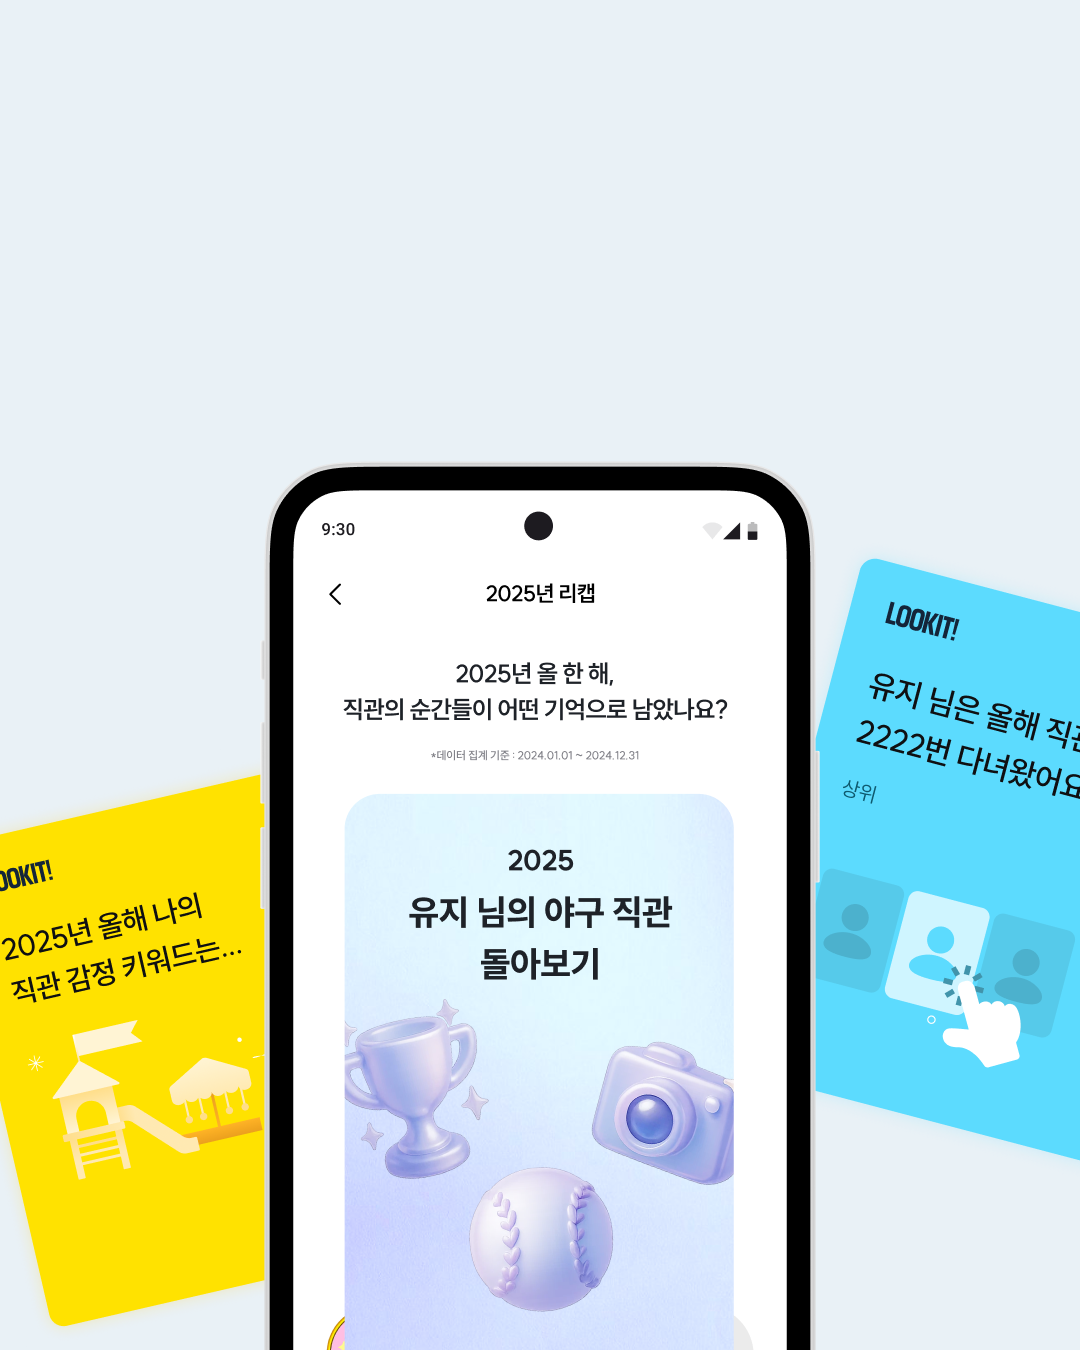 9:30
2025년 리캡
2025년 올 한 해,
직관의 순간들이 어떤 기억으로 남았나요?
*데이터 집계 기준 : 2024.01.01 ~ 2024.12.31
2025
유지 님의 야구 직관
돌아보기
OOKIT!
2025년 올해 나의
직관 감정 키워드는...
LOOKIT!
유지 님은 올해 직관
2222번 다녀왔어요
상위